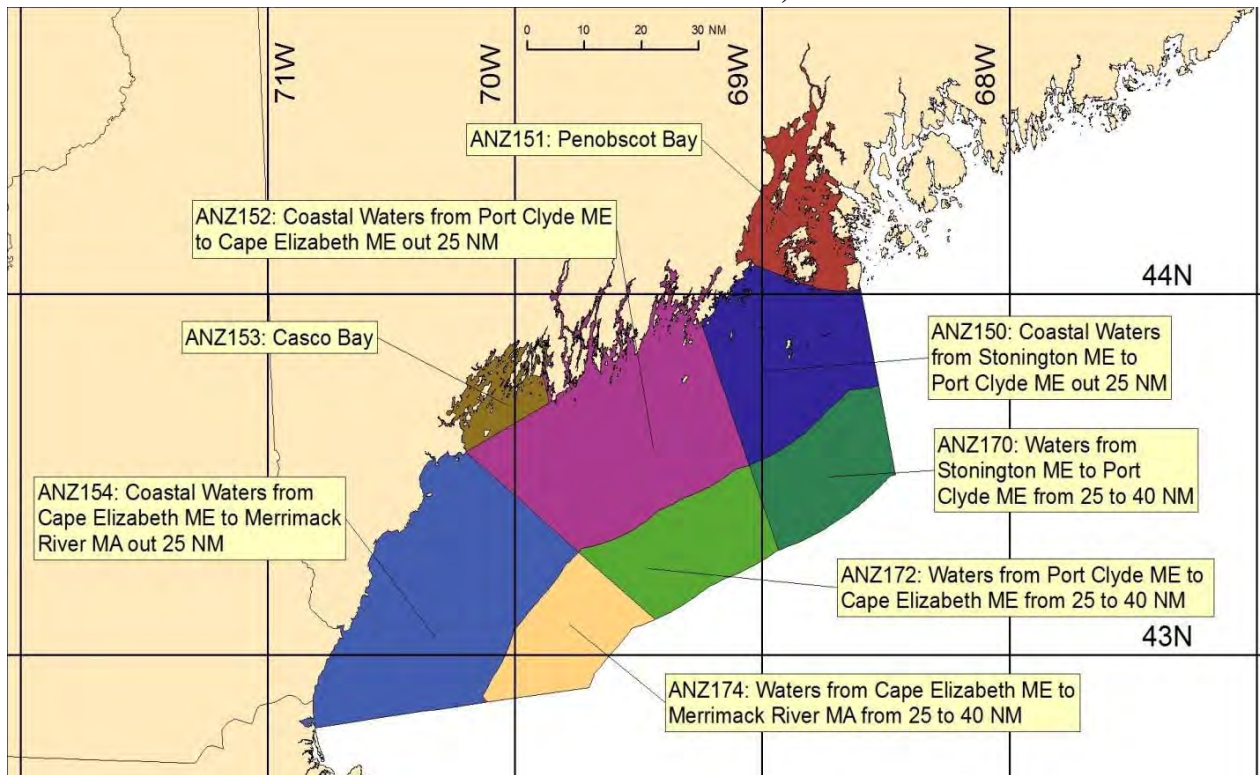 0 10 20 30 NM
71W
70W
69W
68W
ANZ151: Penobscot Bay
ANZ152: Coastal Waters from Port Clyde ME
to Cape Elizabeth ME out 25 NM
44N
ANZ153: Casco Bay
ANZ150: Coastal Waters
from Stonington ME to
Port Clyde ME out 25 NM
ANZ170: Waters from
Stonington ME to Port
Clyde ME from 25 to 40 NM
ANZ154: Coastal Waters from
Cape Elizabeth ME to Merrimack
River MA out 25 NM
ANZ172: Waters from Port Clyde ME to
Cape Elizabeth ME from 25 to 40 NM
43N
ANZ174: Waters from Cape Elizabeth ME to
Merrimack River MA from 25 to 40 NM